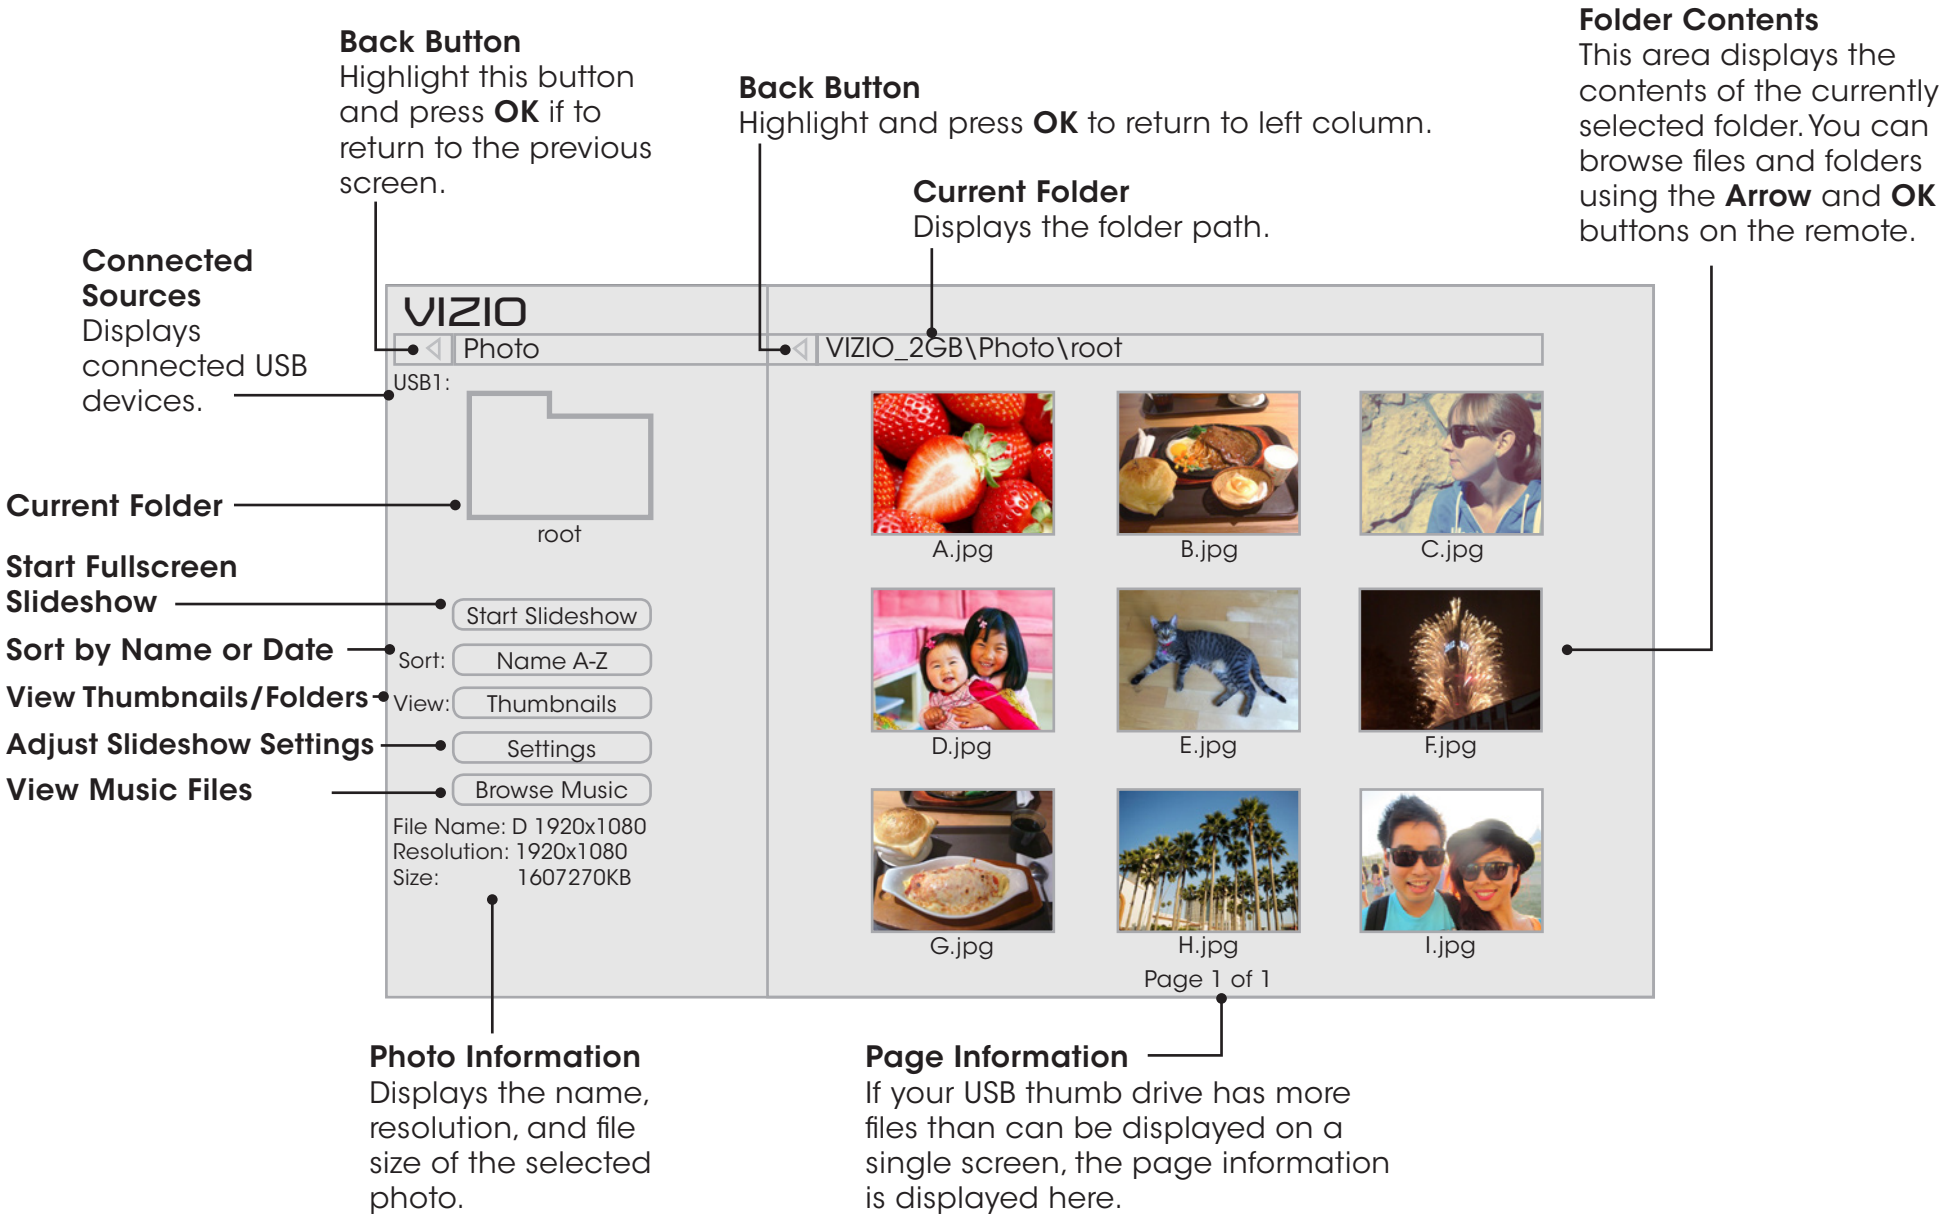 Back Button
Highlight this button
and press OK if to
return to the previous
screen.
Back Button
Highlight and press OK to return to left column.
Current Folder
Displays the folder path.
Folder Contents
This area displays the
contents of the currently
selected folder. You can
browse files and folders
using the Arrow and OK
buttons on the remote.
Connected
Sources
Displays
connected USB
devices.
Current Folder
Start Fullscreen
Slideshow
Sort by Name or Date
View Thumbnails/Folders
Adjust Slideshow Settings
View Music Files
VIZIO
Photo
USB1:
root
Start Slideshow
Sort: Name A-Z
View: Thumbnails
Settings
Browse Music
File Name: D 1920x1080
Resolution: 1920x1080
Size: 1607270KB
VIZIO_2GB\Photo\root
A.jpg
B.jpg
C.jpg
D.jpg
E.jpg
F.jpg
G.jpg
H.jpg
I.jpg
Page 1 of 1
Photo Information
Displays the name,
resolution, and file
size of the selected
photo.
Page Information
If your USB thumb drive has more
files than can be displayed on a
single screen, the page information
is displayed here.